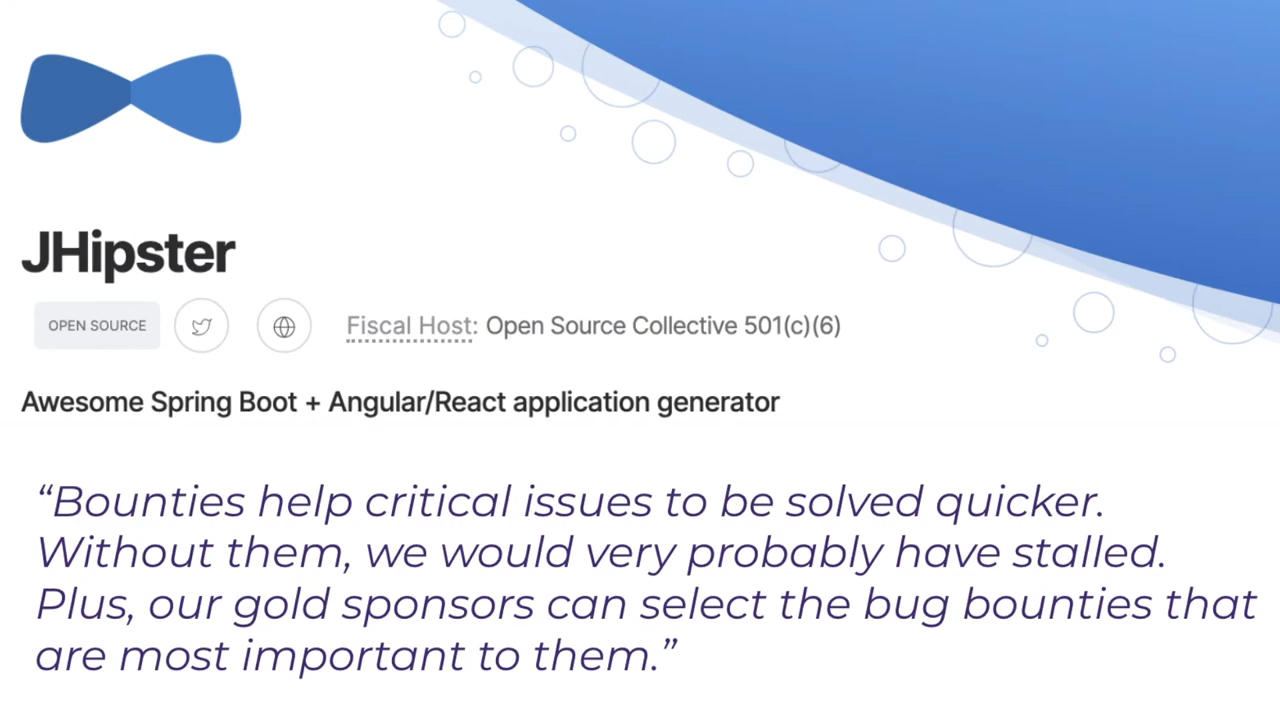 JHipster
OPEN SOURCE
Fiscal Host: Open Source Collective 501(c)(6)
Awesome Spring Boot + Angular/React application generator
“Bounties help critical issues to be solved quicker.
Without them, we would very probably have stalled.
Plus, our gold sponsors can select the bug bounties that
are most important to them.”